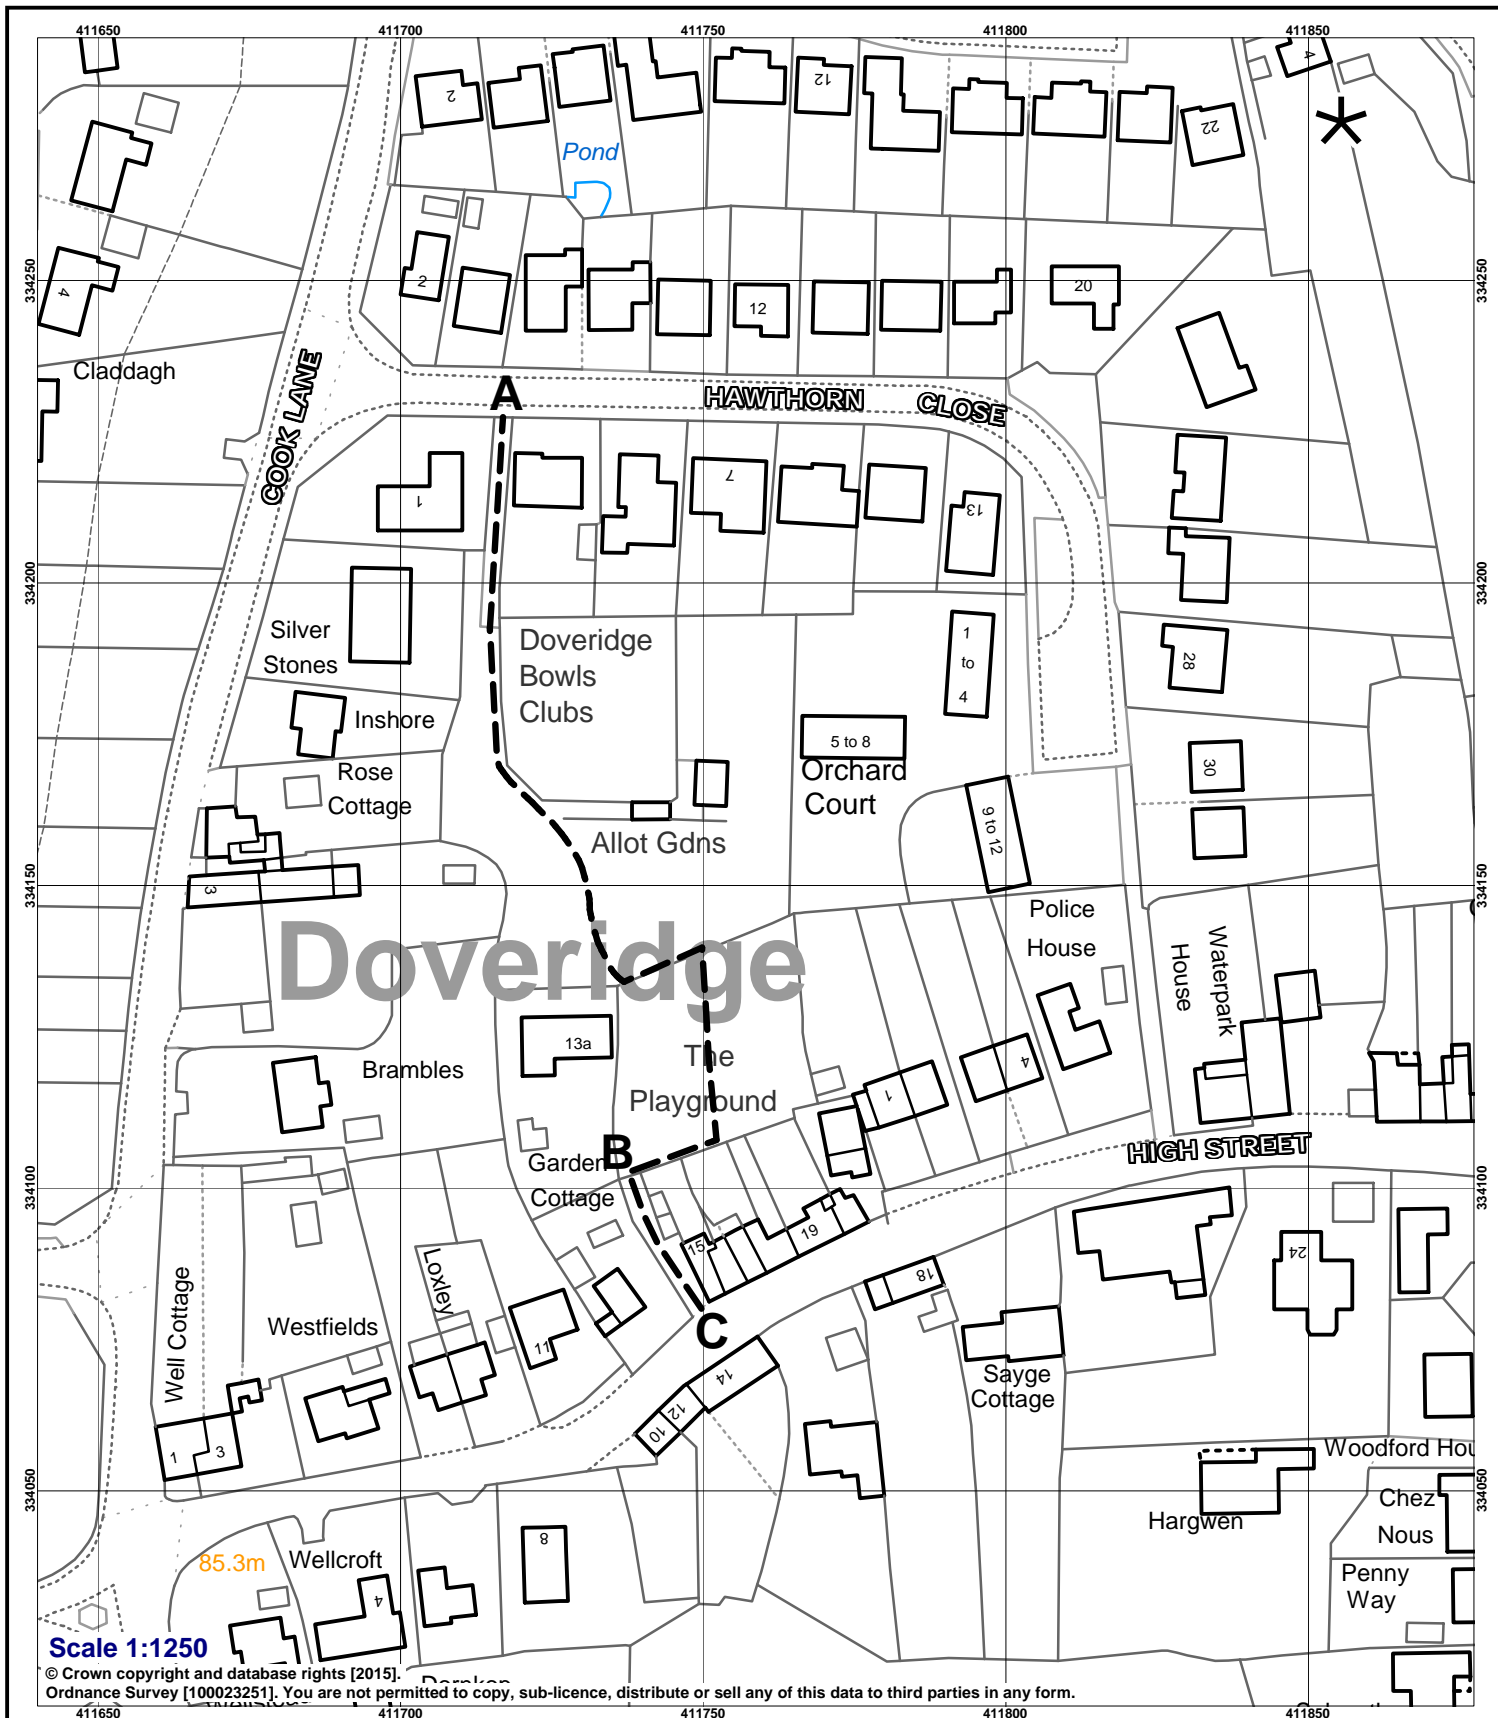 411650
411700
411750
411800
411850
4
2
12
22
Pond
334250
334250
4
2
12
20
Claddagh
A
HAWTHORN CLOSE
COOK LANE
1
7
13
334200
334200
Silver
Stones
Doveridge
Bowls
Clubs
1
to
4
28
Inshore
5 to 8
30
Rose
Cottage
Orchard
Court
9 to 12
Allot Gdns
3
334150
334150
Police
House
Waterpark
House
Doveridge
13a
The
Playground
Brambles
4
1
B
Garden
Cottage
HIGH STREET
334100
334100
15
19
24
18
Loxley
Well Cottage
Westfields
11
C
14
12
10
Sayge
Cottage
1
3
Woodford Hou
334050
334050
Chez
Nous
Hargwen
8
85.3m
Wellcroft
4
Penny
Way
Scale 1:1250
© Crown copyright and database rights [2015].
Ordnance Survey [100023251]. You are not permitted to copy, sub-licence, distribute or sell any of this data to third parties in any form.
411650
411700
411750
411800
411850